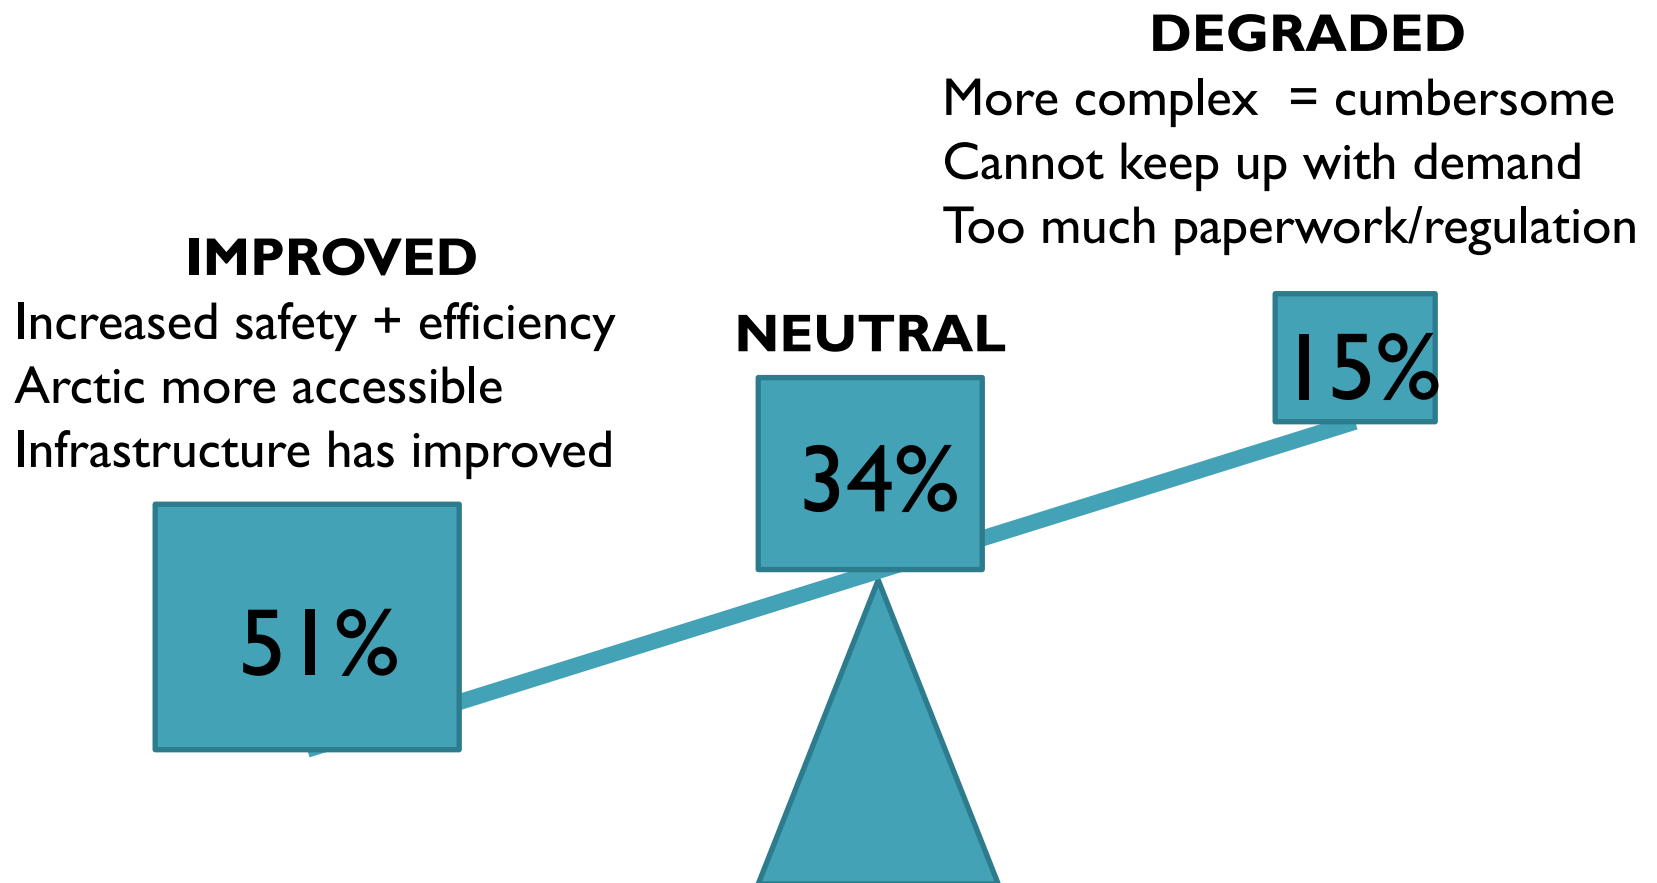 IMPROVED
Increased safety + efficiency
Arctic more accessible
Infrastructure has improved
51%
NEUTRAL
34%
DEGRADED
More complex  = cumbersome
Cannot keep up with demand
Too much paperwork/regulation
15%